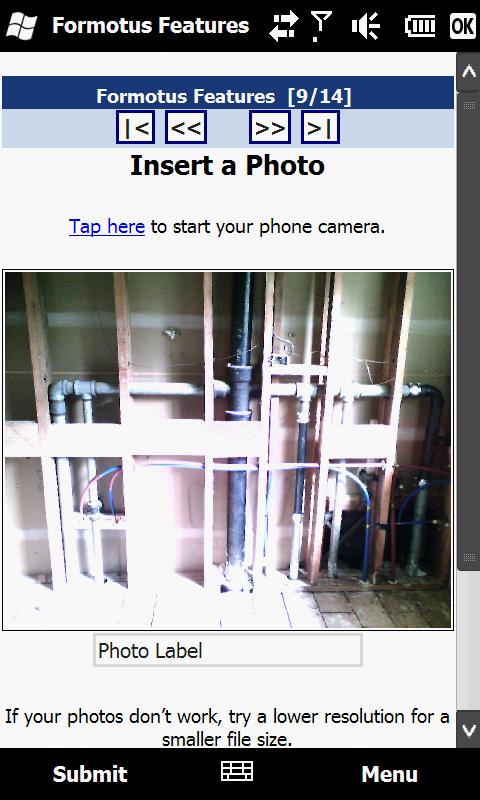 Formotus Features
OK
Formotus Features [9/14]
|< << >> >|
Insert a Photo
Tap here to start your phone camera.
Photo Label
If your photos don't work, try a lower resolution for a
smaller file size.
Submit
Menu